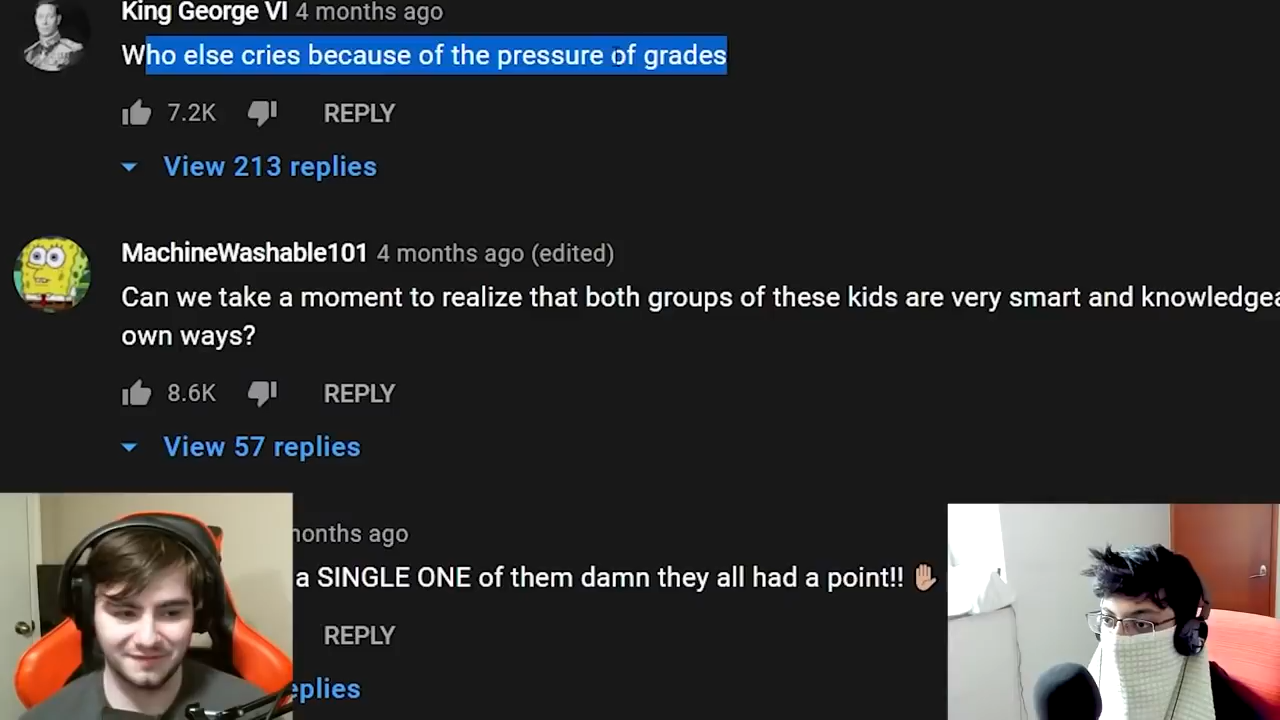 King George VI 4 months ago
Who else cries because of the pressure of grades
7.2K REPLY
View 213 replies
MachineWashable101 4 months ago (edited)
Can we take a moment to realize that both groups of these kids are very smart and
own ways?
8.6K REPLY
View 57 replies
months ago
a SINGLE ONE of them damn they all had a point!! ✋🏽
REPLY
replies